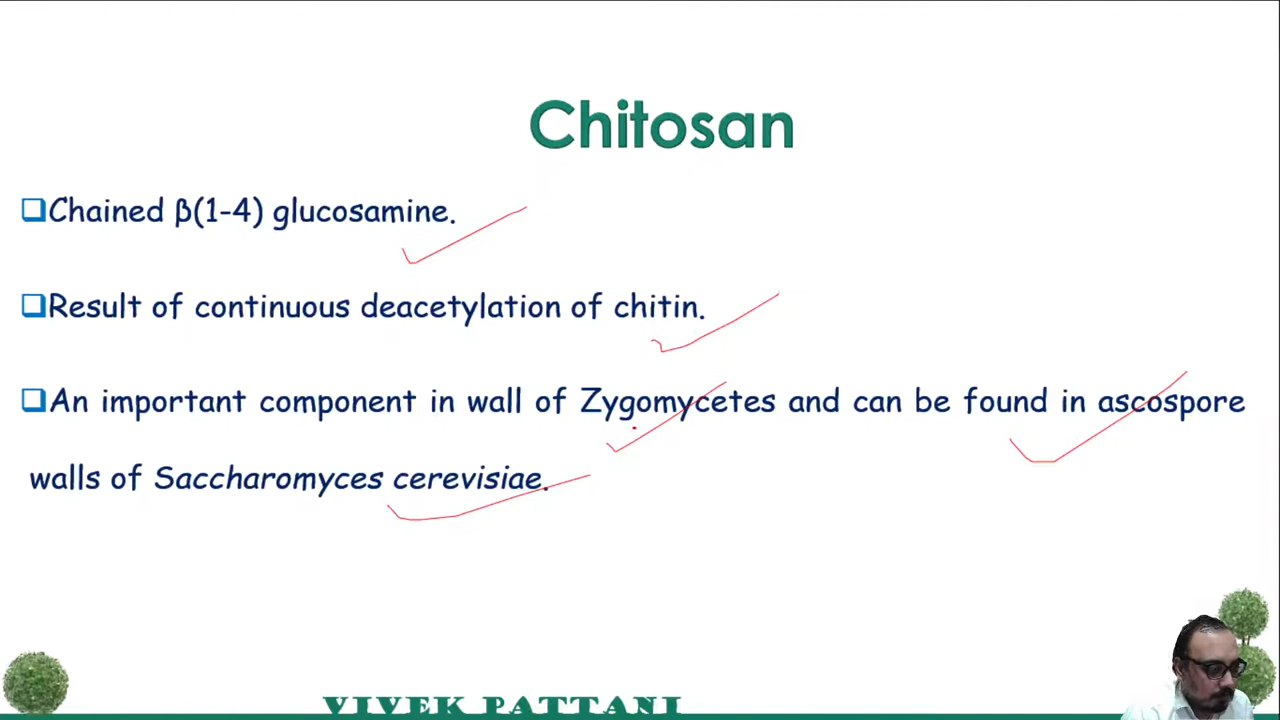 Chitosan
Chained β(1-4) glucosamine.
Result of continuous deacetylation of chitin.
An important component in wall of Zygomycetes and can be found in ascospore
walls of Saccharomyces cerevisiae.
VIVEK PATTANI